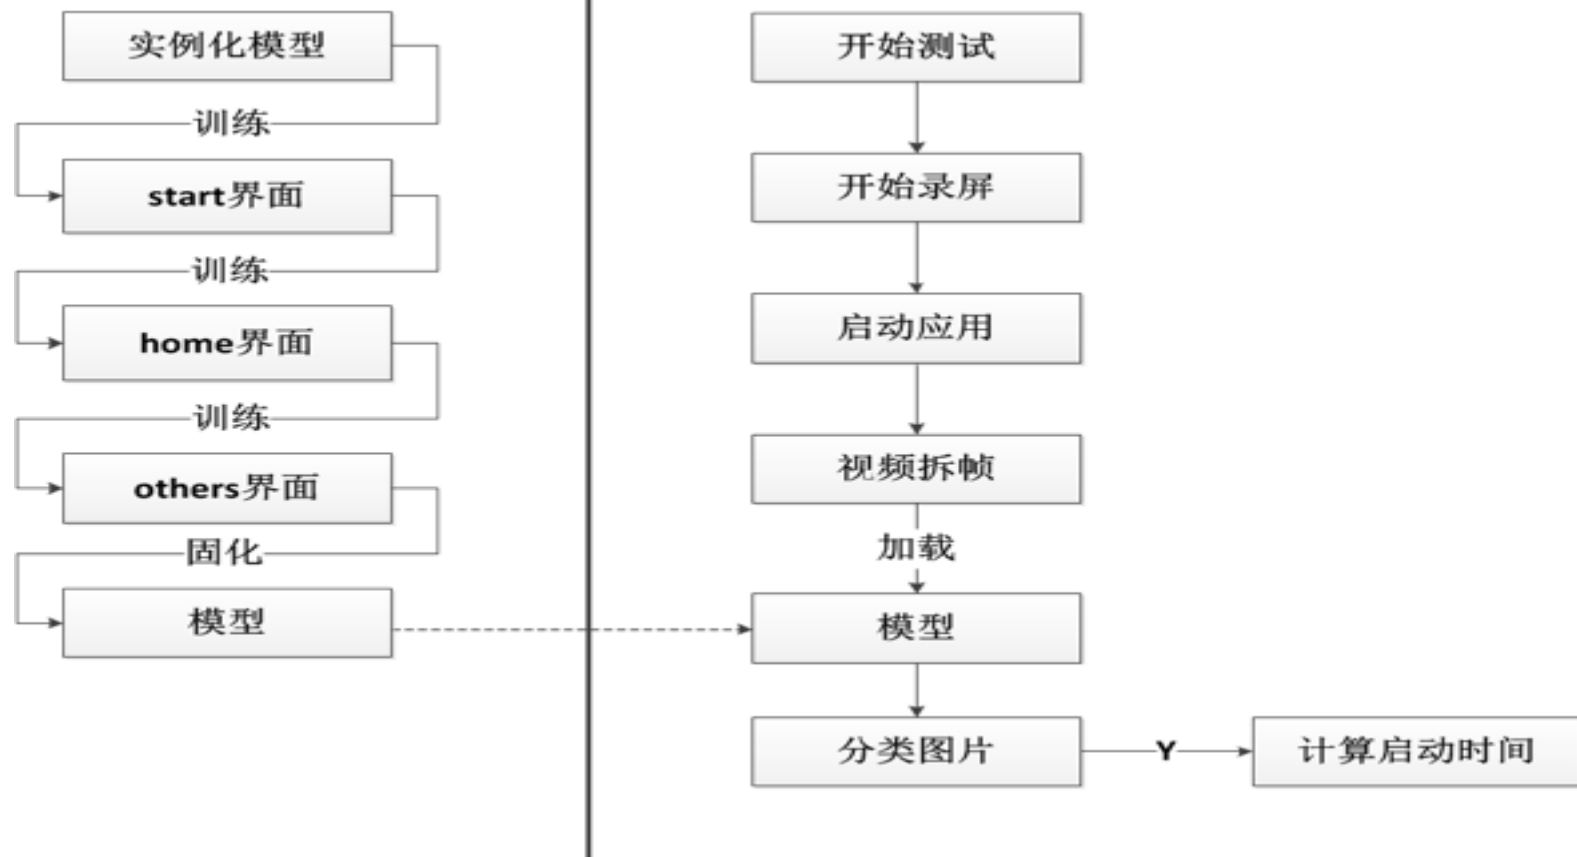 实例化模型
训练
start界面
训练
home界面
训练
others界面
固化
模型
开始测试
开始录屏
启动应用
视频拆帧
加载
模型
分类图片
Y
计算启动时间